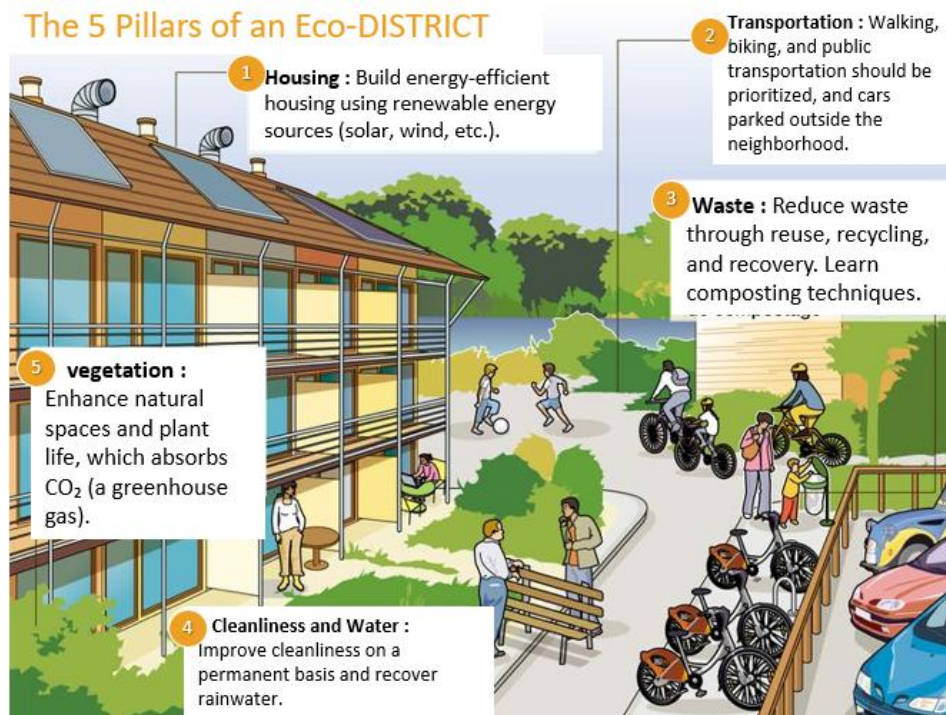 The 5 Pillars of an Eco-DISTRICT
1
Housing : Build energy-efficient
housing using renewable energy
sources (solar, wind, etc.).
2
Transportation : Walking,
biking, and public
transportation should be
prioritized, and cars
parked outside the
neighborhood.
3
Waste : Reduce waste
through reuse, recycling,
and recovery. Learn
composting techniques.
de compostage
4
Cleanliness and Water :
Improve cleanliness on a
permanent basis and recover
rainwater.
5
vegetation :
Enhance natural
spaces and plant
life, which absorbs
CO₂ (a greenhouse
gas).